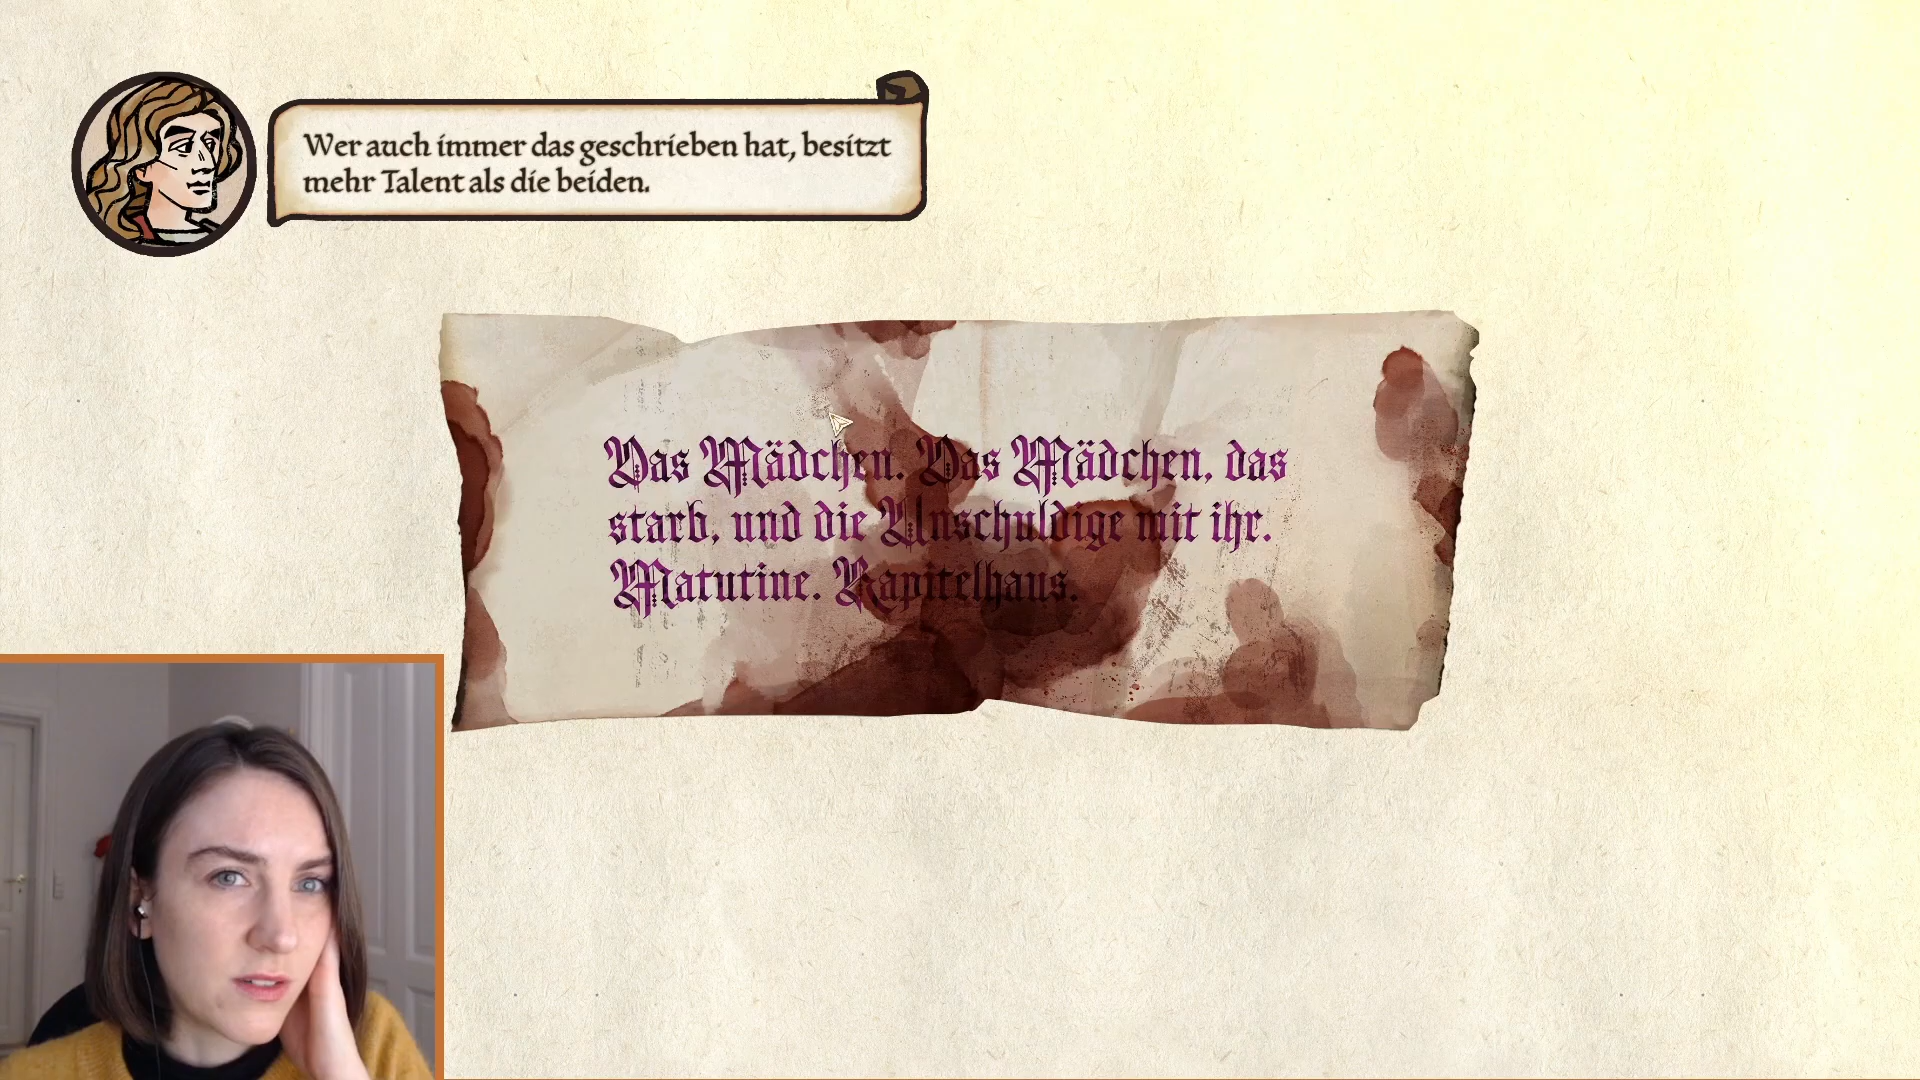 Wer auch immer das geschrieben hat, besitzt
mehr Talent als die beiden.
Das Mädchen. Das Mädchen, das
starb, und die Unschuldige mit ihr.
Matutine. Kapitelhaus.